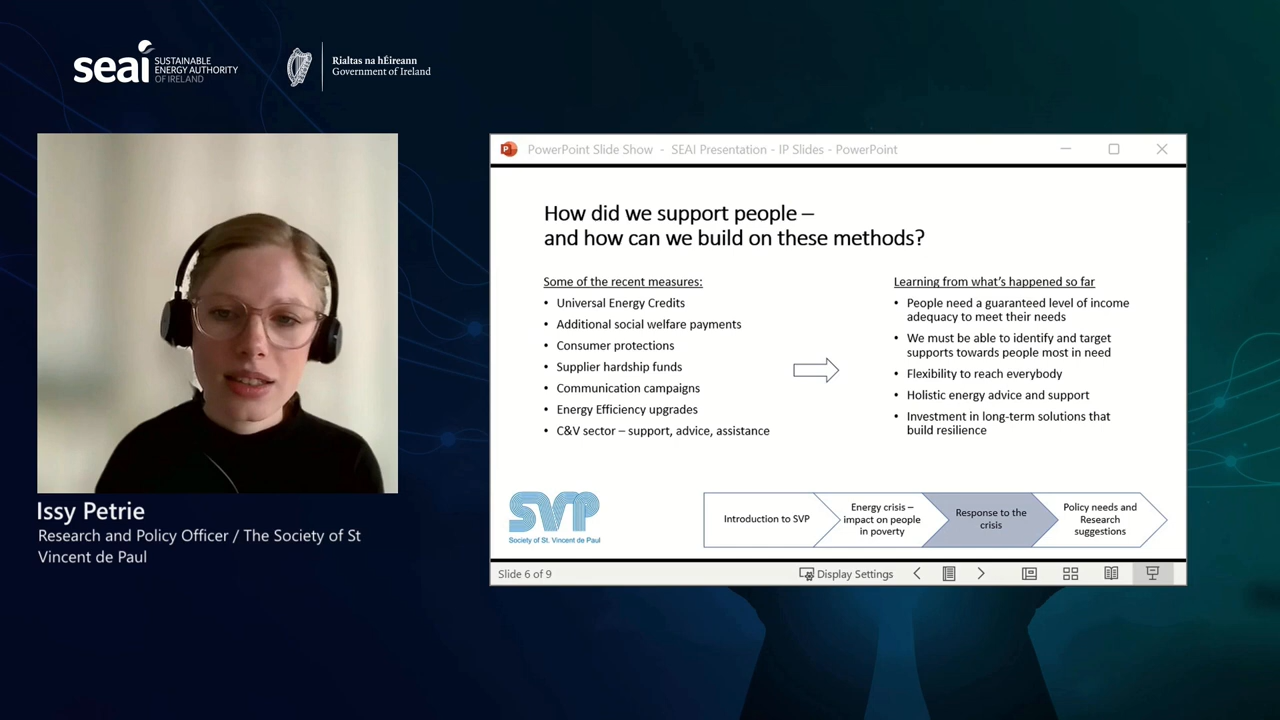 seai
SUSTAINABLE
ENERGY AUTHORITY
OF IRELAND
Rialtas na hÉireann
Government of Ireland
PowerPoint Slide Show - SEAI Presentation - IP Slides - PowerPoint
How did we support people –
and how can we build on these methods?
Some of the recent measures:
• Universal Energy Credits
• Additional social welfare payments
• Consumer protections
• Supplier hardship funds
• Communication campaigns
• Energy Efficiency upgrades
• C&V sector – support, advice, assistance
Learning from what's happened so far
• People need a guaranteed level of income
adequacy to meet their needs
• We must be able to identify and target
supports towards people most in need
• Flexibility to reach everybody
• Holistic energy advice and support
• Investment in long-term solutions that
build resilience
SVP
Society of St. Vincent de Paul
Introduction to SVP
Energy crisis –
impact on people
in poverty
Response to the
crisis
Policy needs and
Research
suggestions
Slide 6 of 9
Display Settings
Issy Petrie
Research and Policy Officer / The Society of St
Vincent de Paul